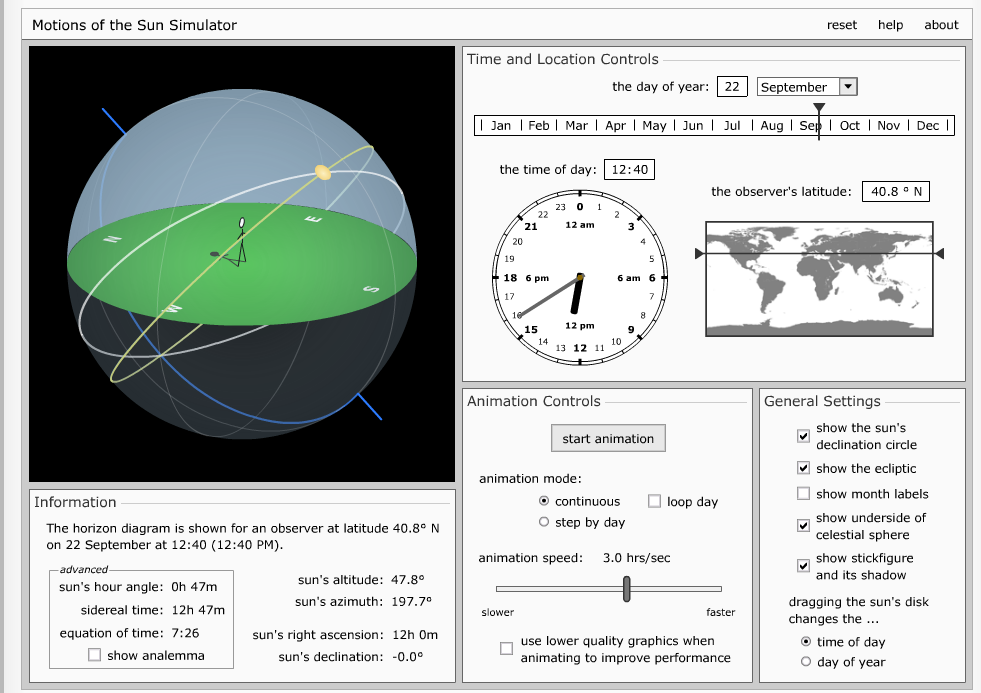 Motions of the Sun Simulator
reset help about
N
E
S
W
Time and Location Controls
the day of year: 22 September
Jan Feb Mar Apr May Jun Jul Aug Sep Oct Nov Dec
the time of day: 12:40
0 1 2 3 4 5 6 7 8 9 10 11 12 13 14 15 16 17 18 19 20 21 22 23
12 am
6 pm
6 am
12 pm
the observer's latitude: 40.8 ° N
Information
The horizon diagram is shown for an observer at latitude 40.8° N
on 22 September at 12:40 (12:40 PM).
advanced
sun's hour angle: 0h 47m
sidereal time: 12h 47m
equation of time: 7:26
show analemma
sun's altitude: 47.8°
sun's azimuth: 197.7°
sun's right ascension: 12h 0m
sun's declination: -0.0°
Animation Controls
start animation
animation mode:
continuous
loop day
step by day
animation speed: 3.0 hrs/sec
slower
faster
use lower quality graphics when
animating to improve performance
General Settings
show the sun's
declination circle
show the ecliptic
show month labels
show underside of
celestial sphere
show stickfigure
and its shadow
dragging the sun's disk
changes the ...
time of day
day of year